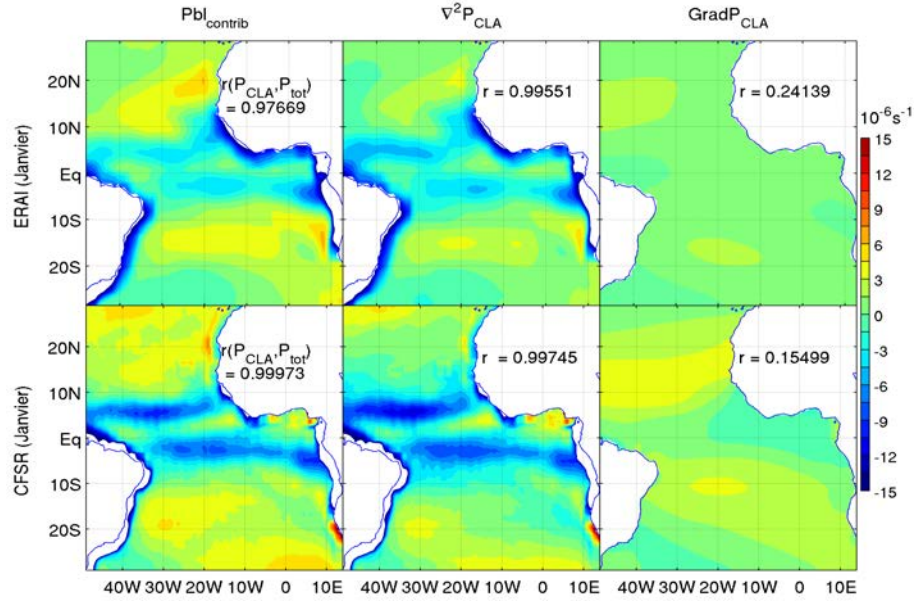 Pbl_contrib ∇²P_CLA GradP_CLA
20N
10N
Eq
10S
20S
ERAI (Janvier)
r(P_CLA,P_tot)
= 0.97669
r = 0.99551
r = 0.24139
20N
10N
Eq
10S
20S
CFSR (Janvier)
r(P_CLA,P_tot)
= 0.99973
r = 0.99745
r = 0.15499
40W 30W 20W 10W 0 10E 40W 30W 20W 10W 0 10E 40W 30W 20W 10W 0 10E
10⁻⁶s⁻¹
15
12
9
6
3
0
-3
-6
-9
-12
-15